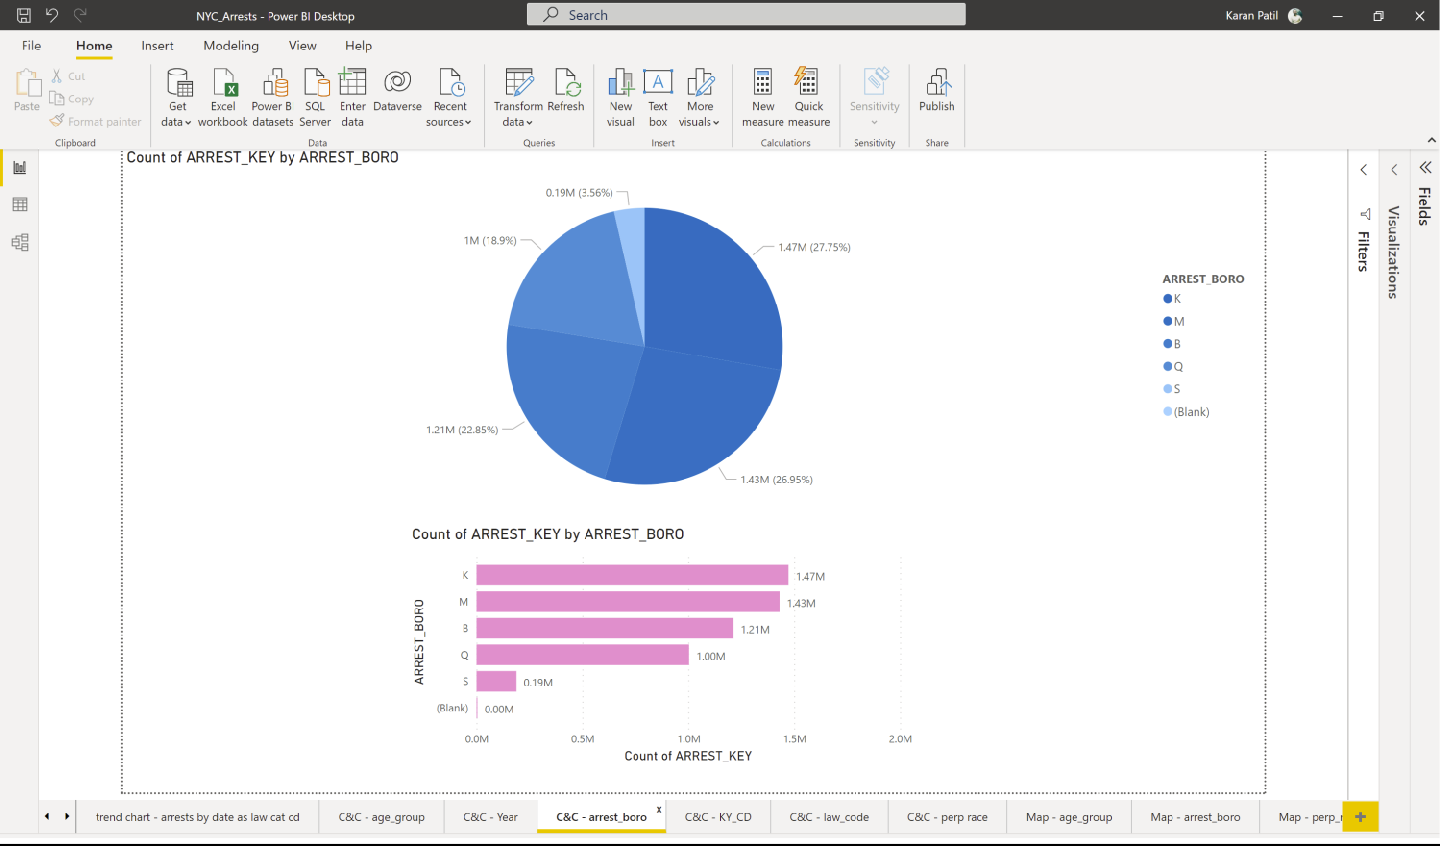 NYC_Arrests - Power BI Desktop
Search
Karan Patil
File Home Insert Modeling View Help
Paste
Cut
Copy
Format painter
Clipboard
Get data
Excel workbook
Power B datasets
SQL Server
Enter data
Dataverse
Recent sources
Data
Transform data
Refresh
Queries
New visual
Text box
More visuals
Insert
New measure
Quick measure
Calculations
Sensitivity
Sensitivity
Publish
Share
Count of ARREST_KEY by ARREST_BORO
0.19M (3.56%)
1M (18.9%)
1.47M (27.75%)
1.21M (22.85%)
1.43M (26.95%)
ARREST_BORO
K
M
B
Q
S
(Blank)
Filters
Visualizations
Fields
Count of ARREST_KEY by ARREST_BORO
ARREST_BORO
K 1.47M
M 1.43M
B 1.21M
Q 1.00M
S 0.19M
(Blank) 0.00M
0.0M 0.5M 1.0M 1.5M 2.0M
Count of ARREST_KEY
trend chart - arrests by date as law cat cd
C&C - age_group
C&C - Year
C&C - arrest_boro
x
C&C - KY_CD
C&C - law_code
C&C - perp race
Map - age_group
Map - arrest_boro
Map - perp_